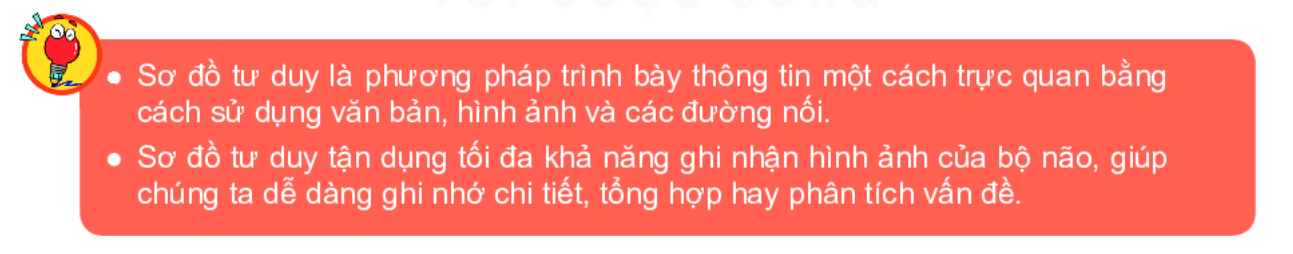 • Sơ đồ tư duy là phương pháp trình bày thông tin một cách trực quan bằng
cách sử dụng văn bản, hình ảnh và các đường nối.
• Sơ đồ tư duy tận dụng tối đa khả năng ghi nhận hình ảnh của bộ não, giúp
chúng ta dễ dàng ghi nhớ chi tiết, tổng hợp hay phân tích vấn đề.